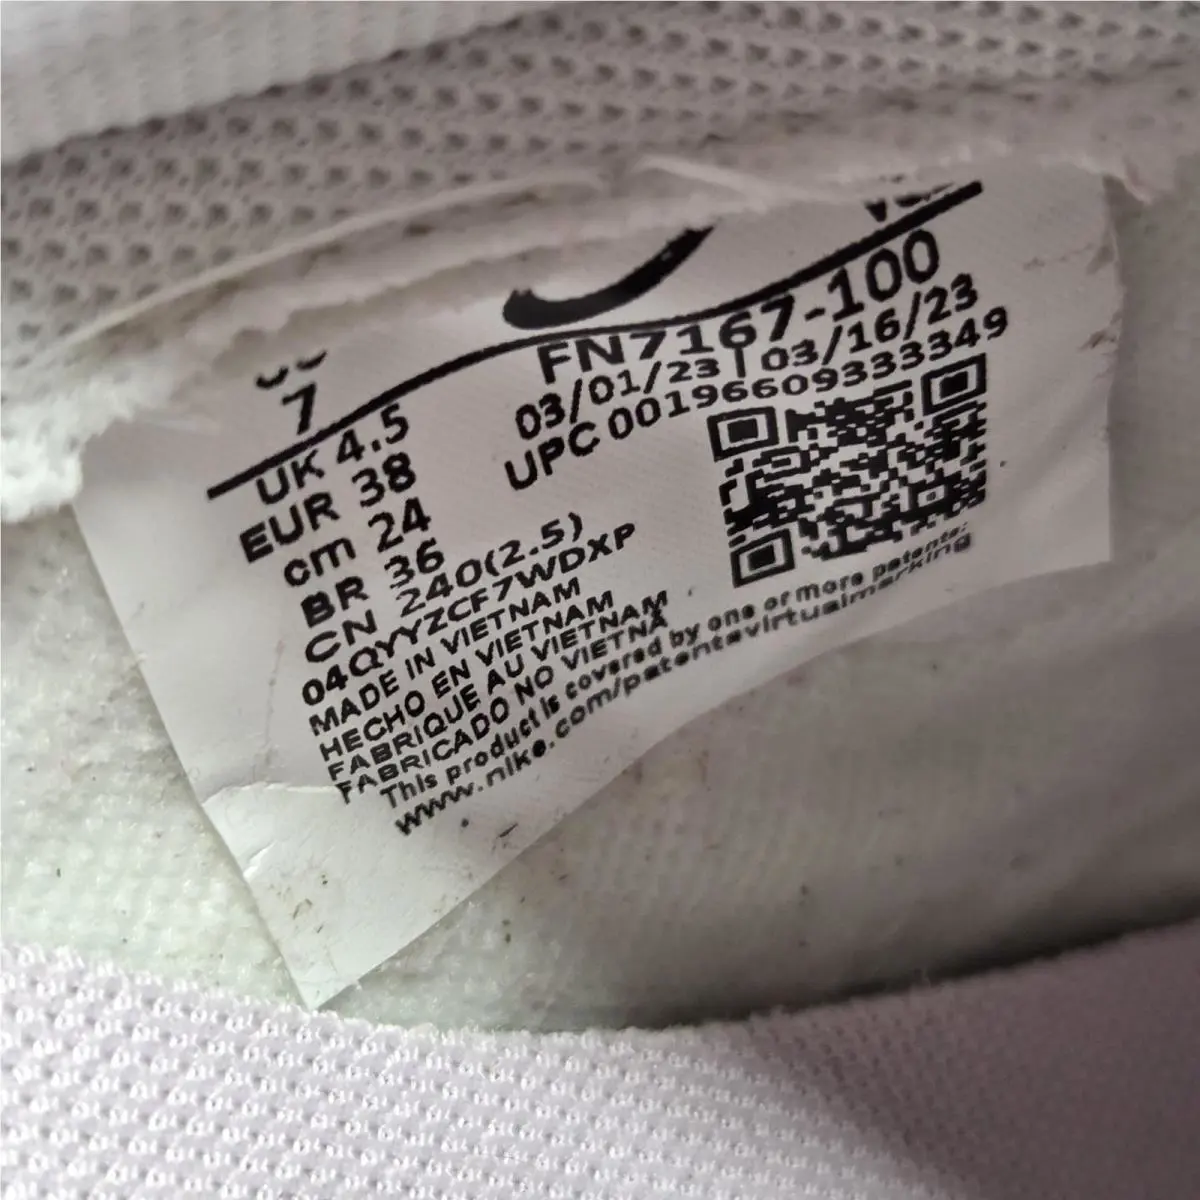 7
FN7167-100
03/01/23 | 03/16/23
UPC 00196609333349
UK 4.5
EUR 38
cm 24
BR 36
CN 240(2.5)
04QYYZCF7WDXP
MADE IN VIETNAM
HECHO EN VIETNAM
FABRIQUE AU VIETNAM
FABRICADO NO VIETNÃ
This product is covered by one or more patents:
www.nike.com/patentsvirtualmarking